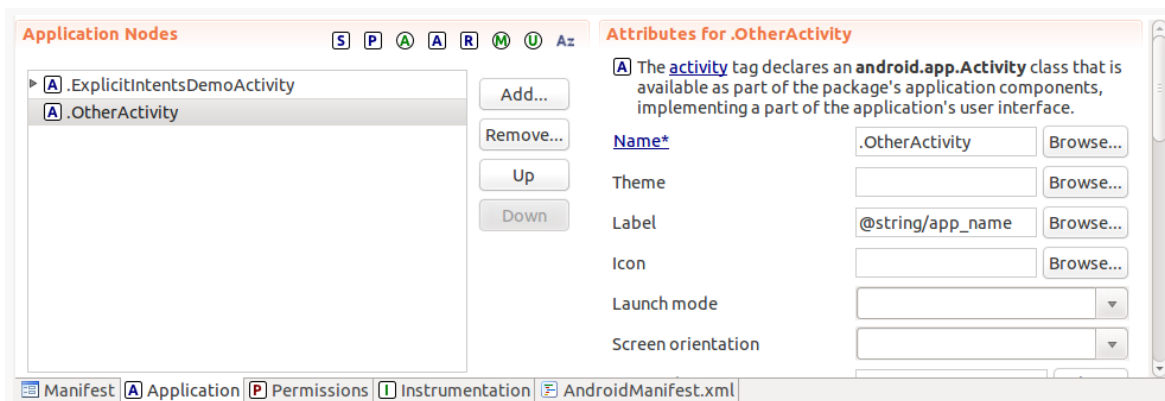 Application Nodes
S P A A R M U Az
A .ExplicitIntentsDemoActivity
A .OtherActivity
Add...
Remove...
Up
Down
Attributes for .OtherActivity
A The activity tag declares an android.app.Activity class that is
available as part of the package's application components,
implementing a part of the application's user interface.
Name* .OtherActivity Browse...
Theme Browse...
Label @string/app_name Browse...
Icon Browse...
Launch mode
Screen orientation
Manifest A Application P Permissions I Instrumentation F AndroidManifest.xml